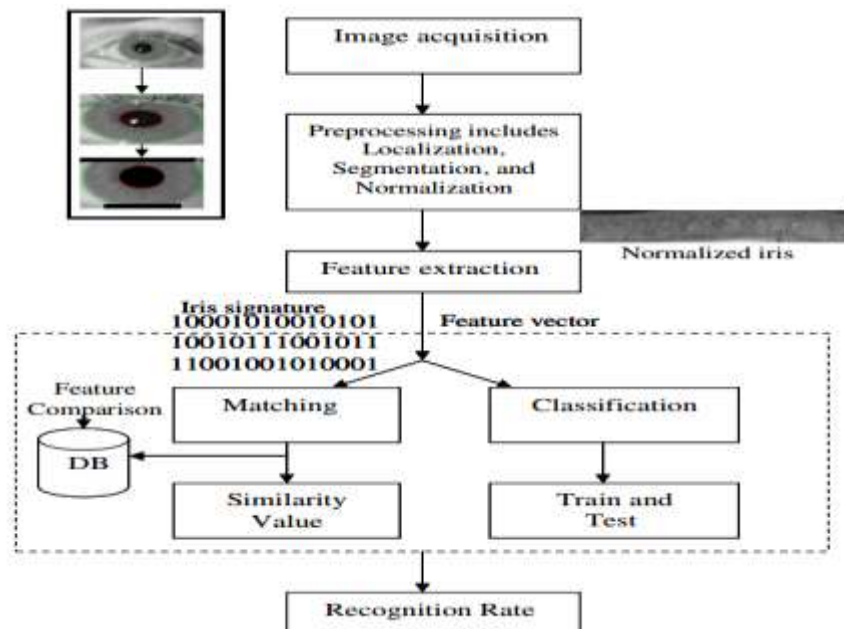 Image acquisition
Preprocessing includes
Localization,
Segmentation, and
Normalization
Normalized iris
Feature extraction
Iris signature
10001010010101
10010111001011
11001001010001
Feature vector
Feature
Comparison
DB
Matching
Classification
Similarity
Value
Train and
Test
Recognition Rate